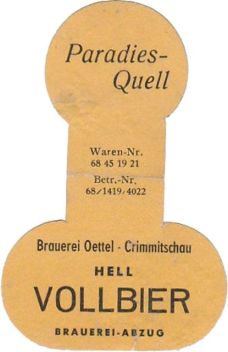 Paradies-
Quell
Waren-Nr.
68 45 19 21
Betr.-Nr.
68/1419/4022
Brauerei Oettel - Crimmitschau
HELL
VOLLBIER
BRAUEREI-ABZUG